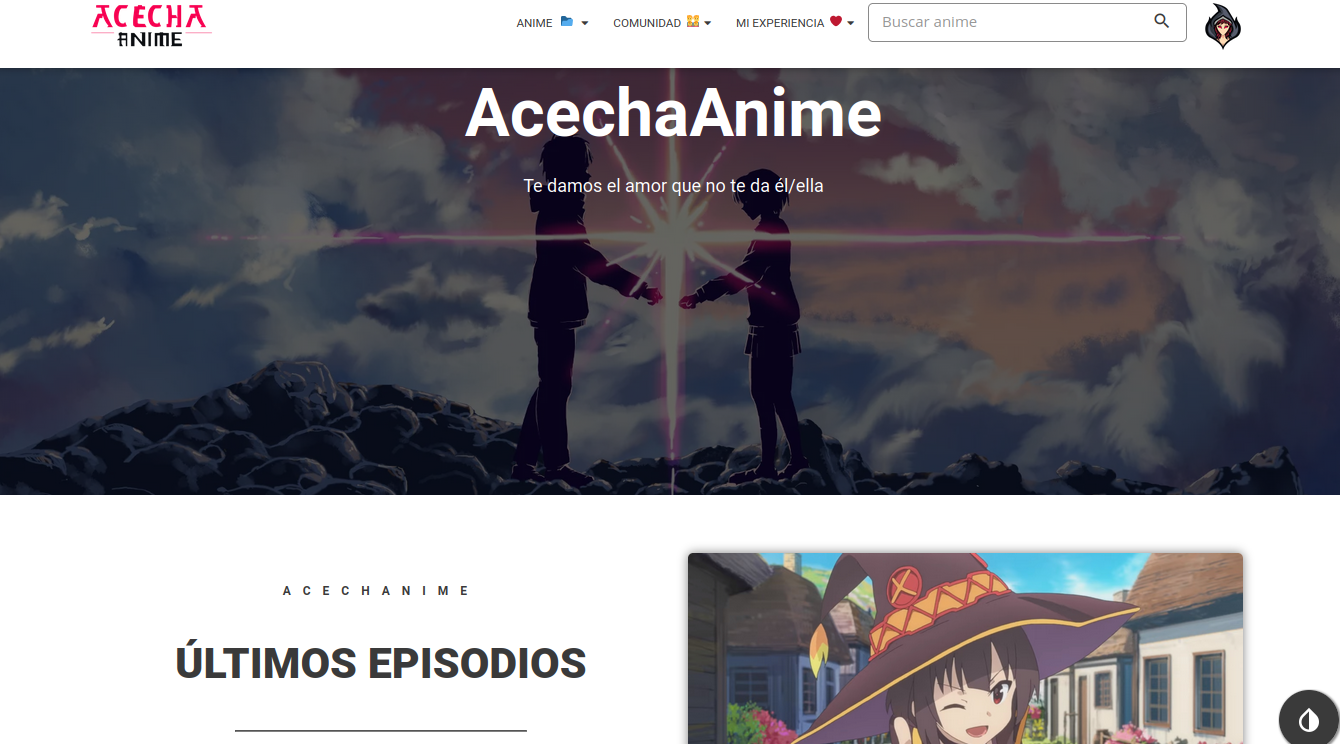 ACECHA
ANIME
ANIME
COMUNIDAD
MI EXPERIENCIA
Buscar anime
AcechaAnime
Te damos el amor que no te da él/ella
ACECHANIME
ÚLTIMOS EPISODIOS